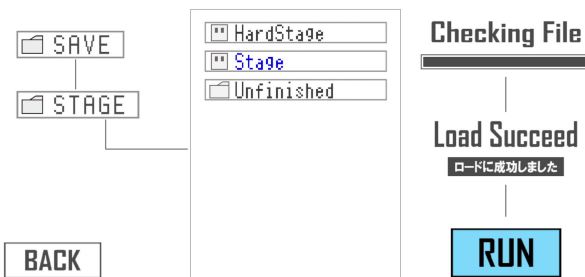 SAVE
STAGE
BACK
HardStage
Stage
Unfinished
Checking File
Load Succeed
ロードに成功しました
RUN